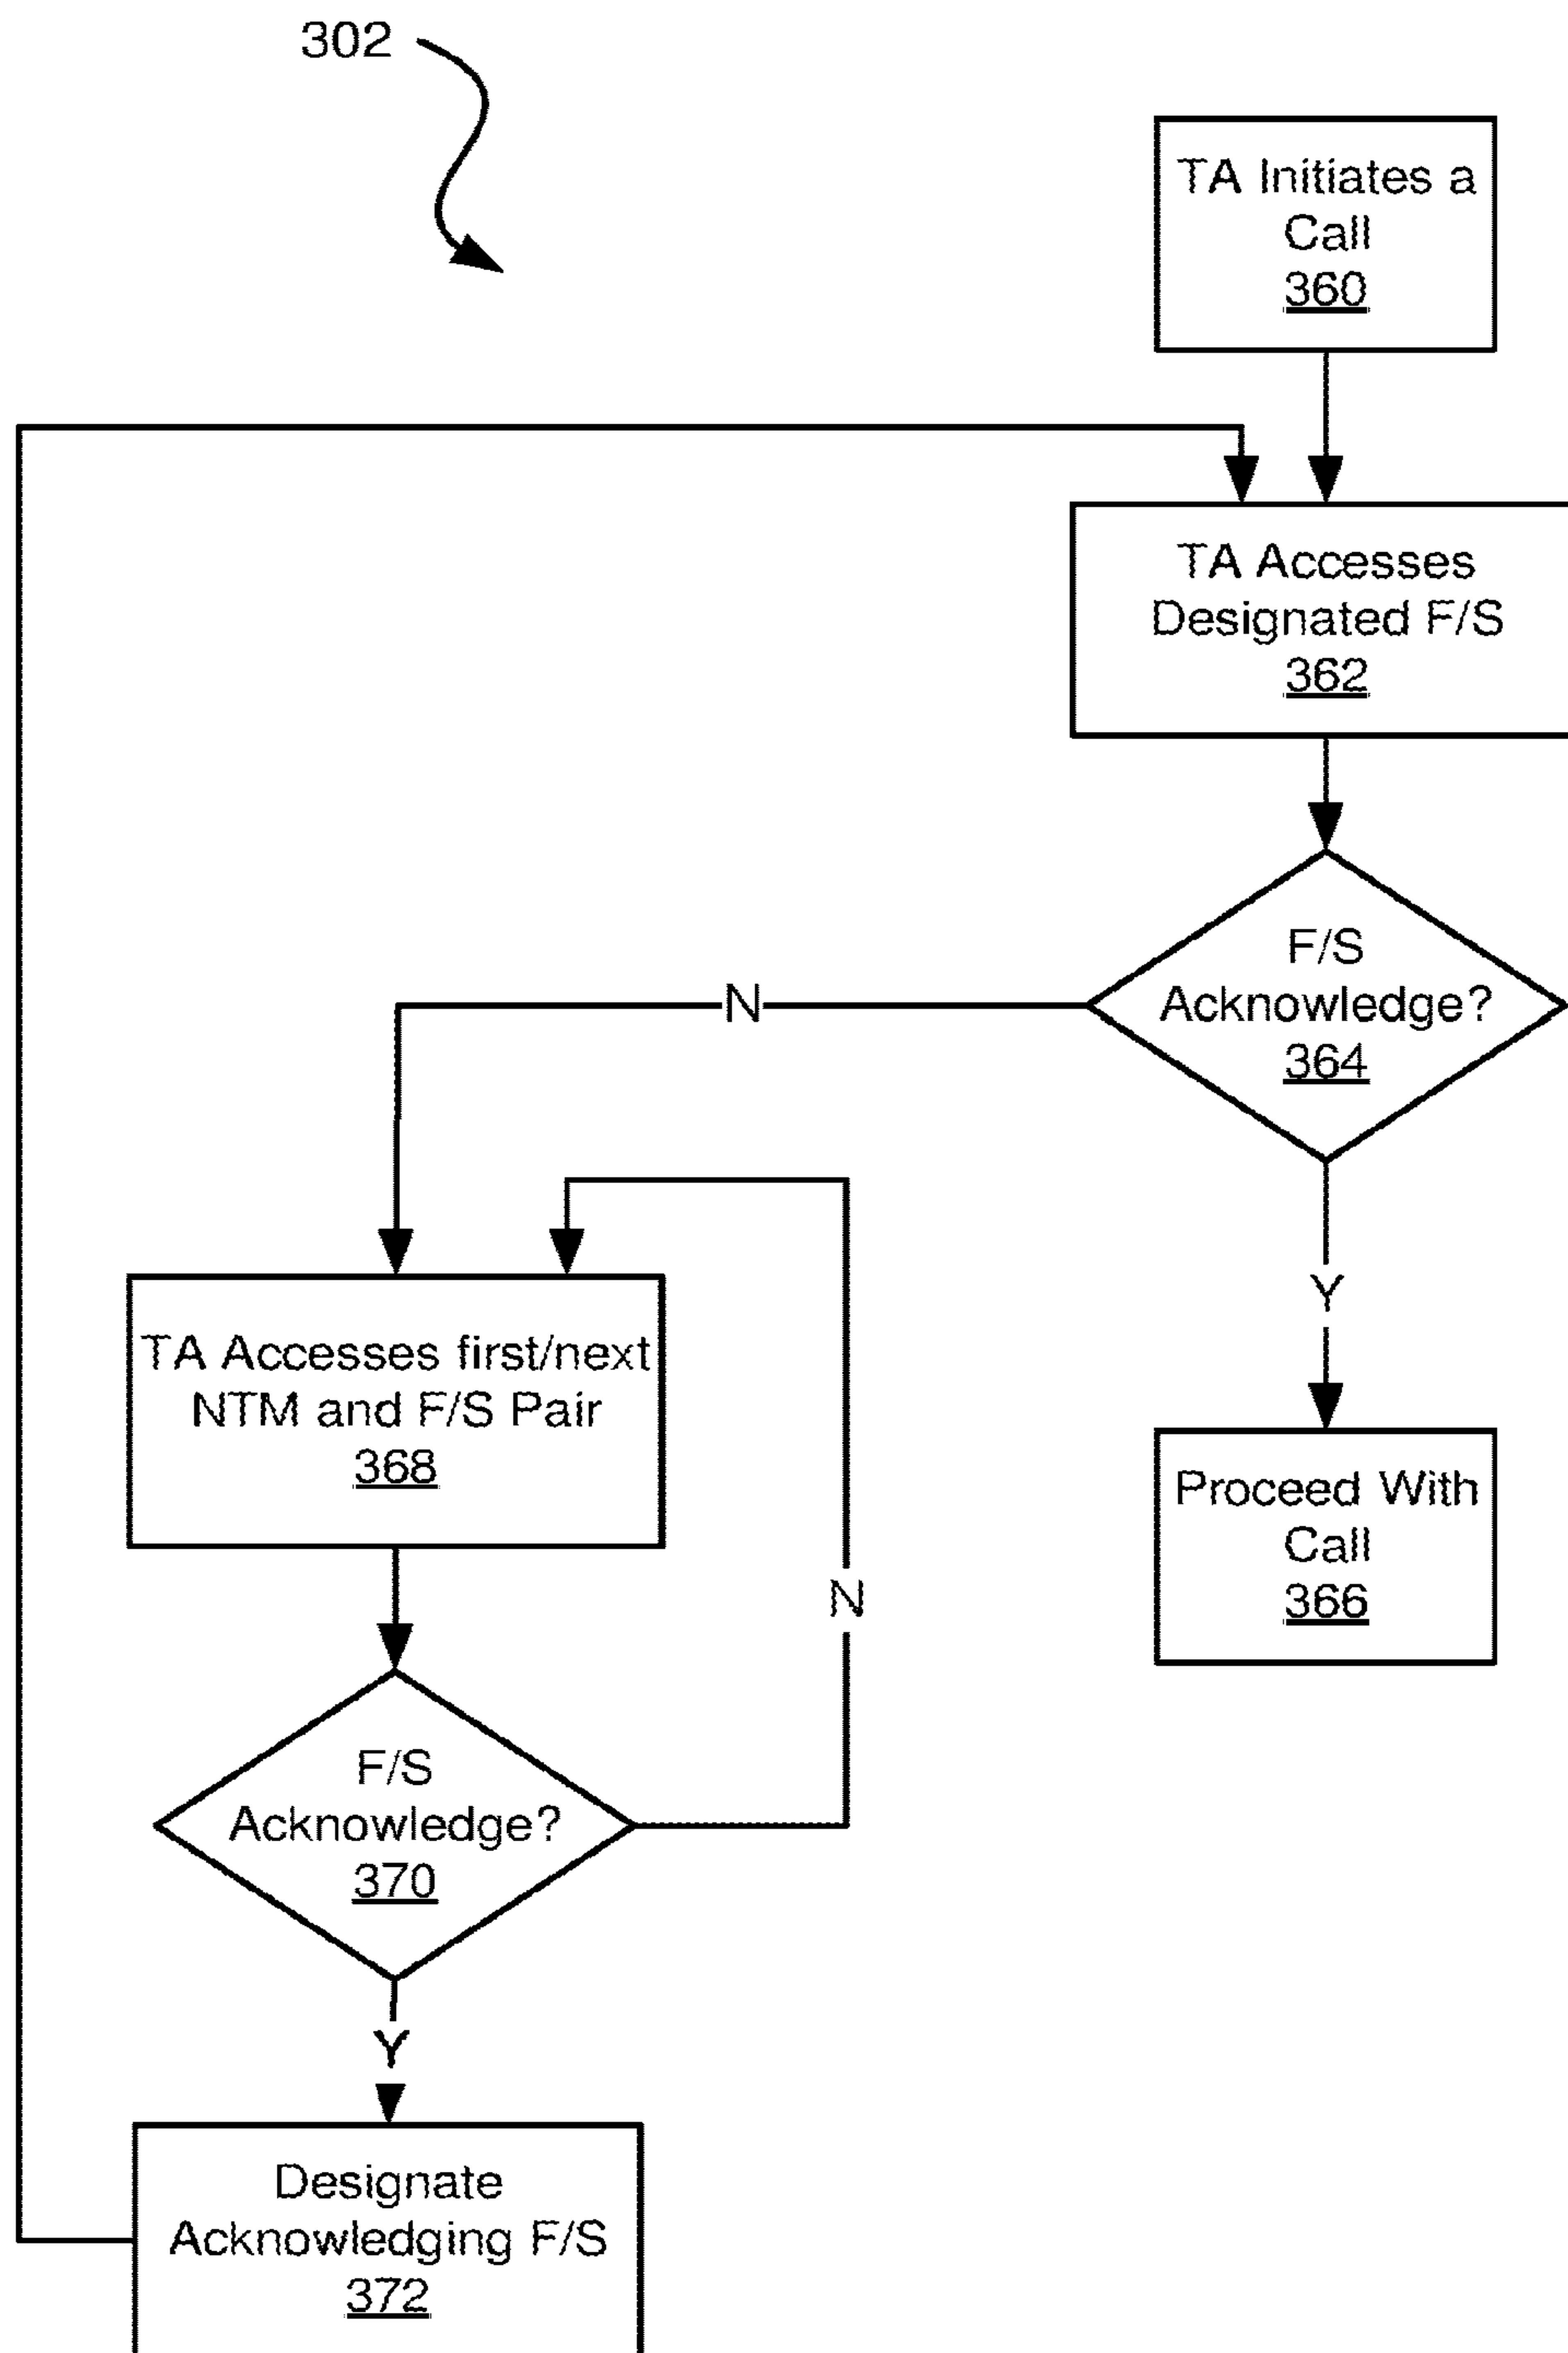 302
TA Initiates a
Call
360
TA Accesses
Designated F/S
362
F/S
Acknowledge?
364
N
Y
TA Accesses first/next
NTM and F/S Pair
368
Proceed With
Call
366
N
F/S
Acknowledge?
370
Y
Designate
Acknowledging F/S
372